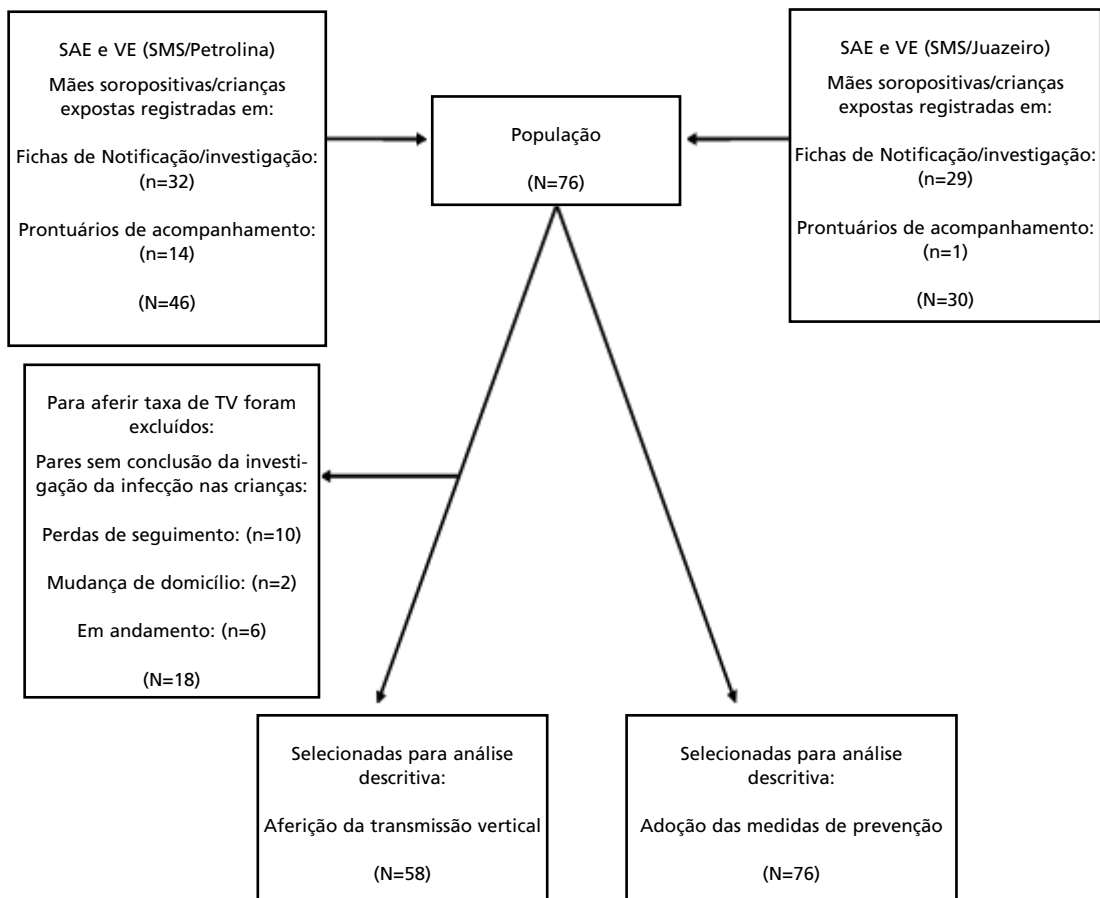 SAE e VE (SMS/Petrolina)
Mães soropositivas/crianças
expostas registradas em:
Fichas de Notificação/investigação:
(n=32)
Prontuários de acompanhamento:
(n=14)
(N=46)
População
(N=76)
SAE e VE (SMS/Juazeiro)
Mães soropositivas/crianças
expostas registradas em:
Fichas de Notificação/investigação:
(n=29)
Prontuários de acompanhamento:
(n=1)
(N=30)
Para aferir taxa de TV foram
excluídos:
Pares sem conclusão da investi-
gação da infecção nas crianças:
Perdas de seguimento: (n=10)
Mudança de domicílio: (n=2)
Em andamento: (n=6)
(N=18)
Selecionadas para análise
descritiva:
Aferição da transmissão vertical
(N=58)
Selecionadas para análise
descritiva:
Adoção das medidas de prevenção
(N=76)